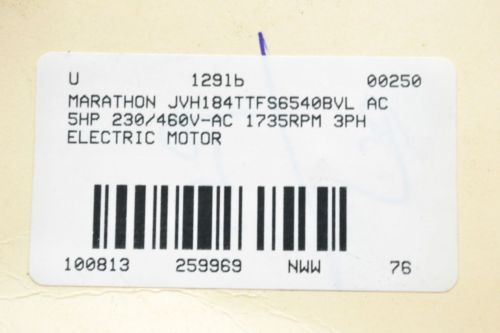 U 1291b 00250
MARATHON JVH184TTFS6540BVL AC
5HP 230/460V-AC 1735RPM 3PH
ELECTRIC MOTOR
100813 259969 NWW 76